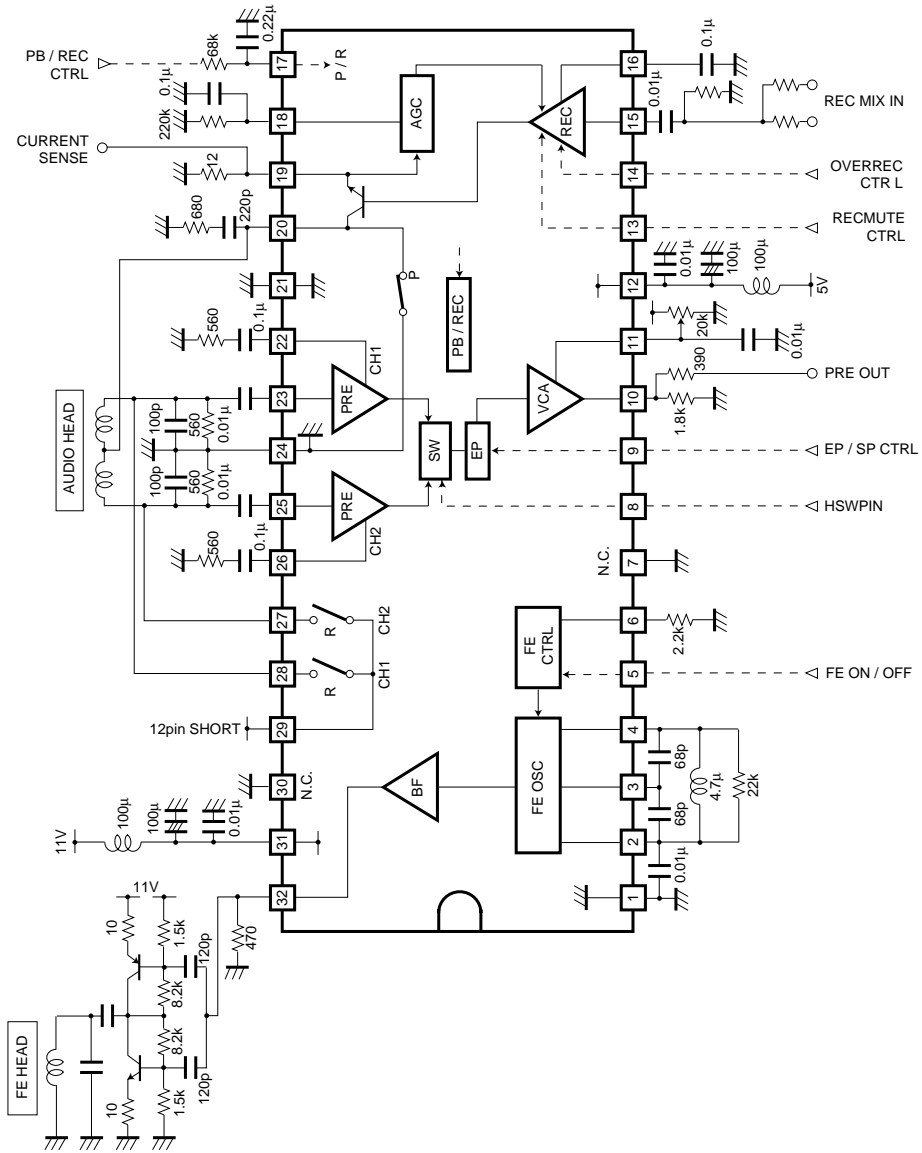 PB / REC
CTRL
68k
0.22µ
17
P / R
0.1µ
220k
18
CURRENT
SENSE
12
19
680
220p
20
21
560
0.1µ
22
CH1
AUDIO HEAD
23
PRE
100p
560
0.01µ
24
100p
560
0.01µ
25
PRE
CH2
560
0.1µ
26
27
R
CH2
28
R
CH1
12pin SHORT
29
30
N.C.
11V
100µ
100µ
0.01µ
31
32
470
11V
10
1.5k
120p
8.2k
8.2k
120p
10
1.5k
FE HEAD
AGC
REC
P
PB / REC
SW
EP
VCA
FE
CTRL
FE OSC
BF
16
0.1µ
0.01µ
15
REC MIX IN
14
OVERREC
CTR L
13
RECMUTE
CTRL
12
0.01µ
100µ
100µ
5V
11
20k
0.01µ
10
390
1.8k
PRE OUT
9
EP / SP CTRL
8
HSWPIN
7
N.C.
6
2.2k
5
FE ON / OFF
4
68p
3
68p
4.7µ
22k
2
0.01µ
1